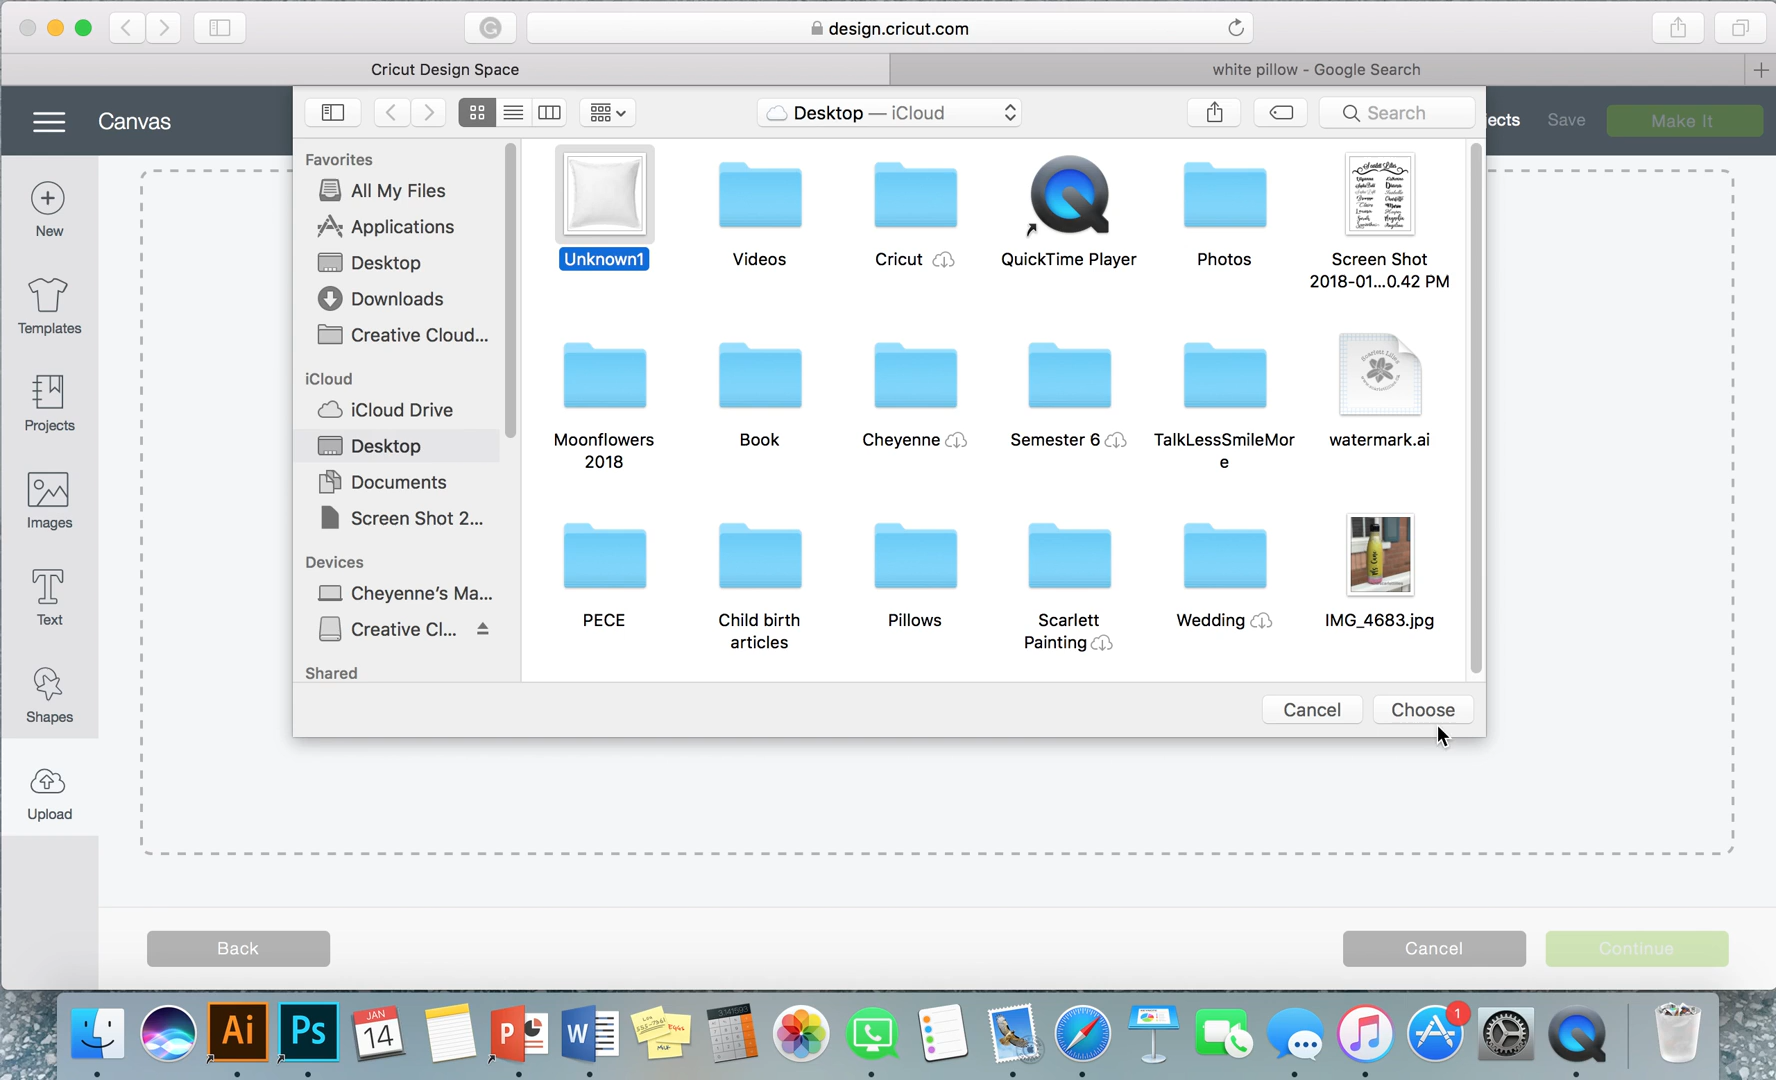 design.cricut.com
Cricut Design Space
white pillow - Google Search
Canvas
Desktop — iCloud
Search
ects
Save
Make It
New
Templates
Projects
Images
Text
Shapes
Upload
Favorites
All My Files
Applications
Desktop
Downloads
Creative Cloud...
iCloud
iCloud Drive
Desktop
Documents
Screen Shot 2...
Devices
Cheyenne's Ma...
Creative Cl...
Shared
Unknown1
Videos
Cricut
QuickTime Player
Photos
Screen Shot
2018-01...0.42 PM
Moonflowers
2018
Book
Cheyenne
Semester 6
TalkLessSmileMor
e
watermark.ai
PECE
Child birth
articles
Pillows
Scarlett
Painting
Wedding
IMG_4683.jpg
Cancel
Choose
Back
Cancel
Continue
Ai
Ps
JAN
14
P
W
1